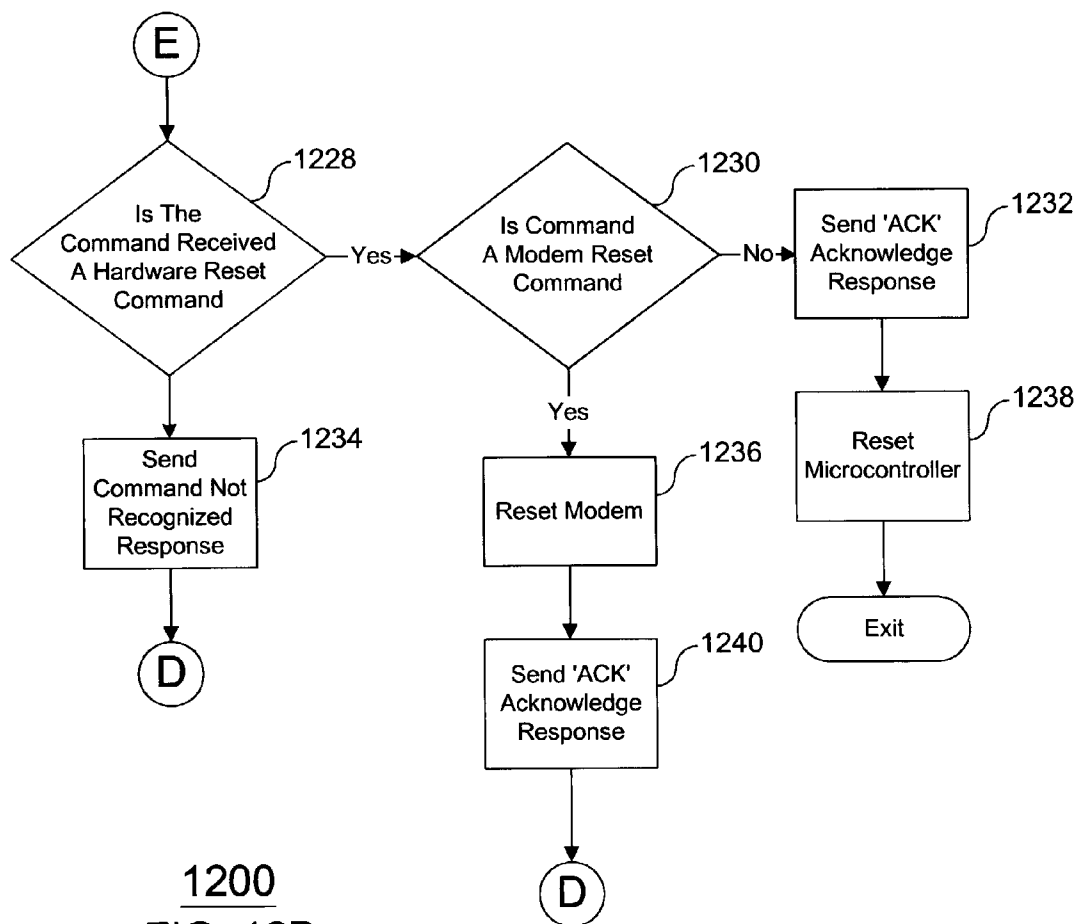 E
1228
Is The
Command Received
A Hardware Reset
Command
Yes
1230
Is Command
A Modem Reset
Command
No
1232
Send 'ACK'
Acknowledge
Response
1234
Send
Command Not
Recognized
Response
D
Yes
1236
Reset Modem
1238
Reset
Microcontroller
Exit
1240
Send 'ACK'
Acknowledge
Response
D
1200